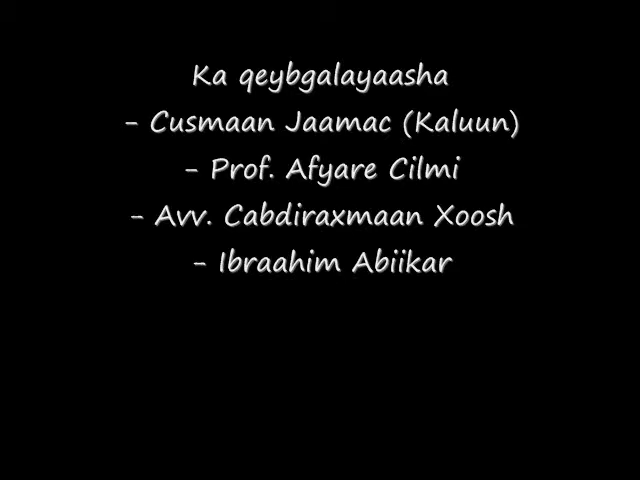 Ka qeybgalayaasha
- Cusmaan Jaamac (Kaluun)
- Prof. Afyare Cilmi
- Avv. Cabdiraxmaan Xoosh
- Ibraahim Abiikar